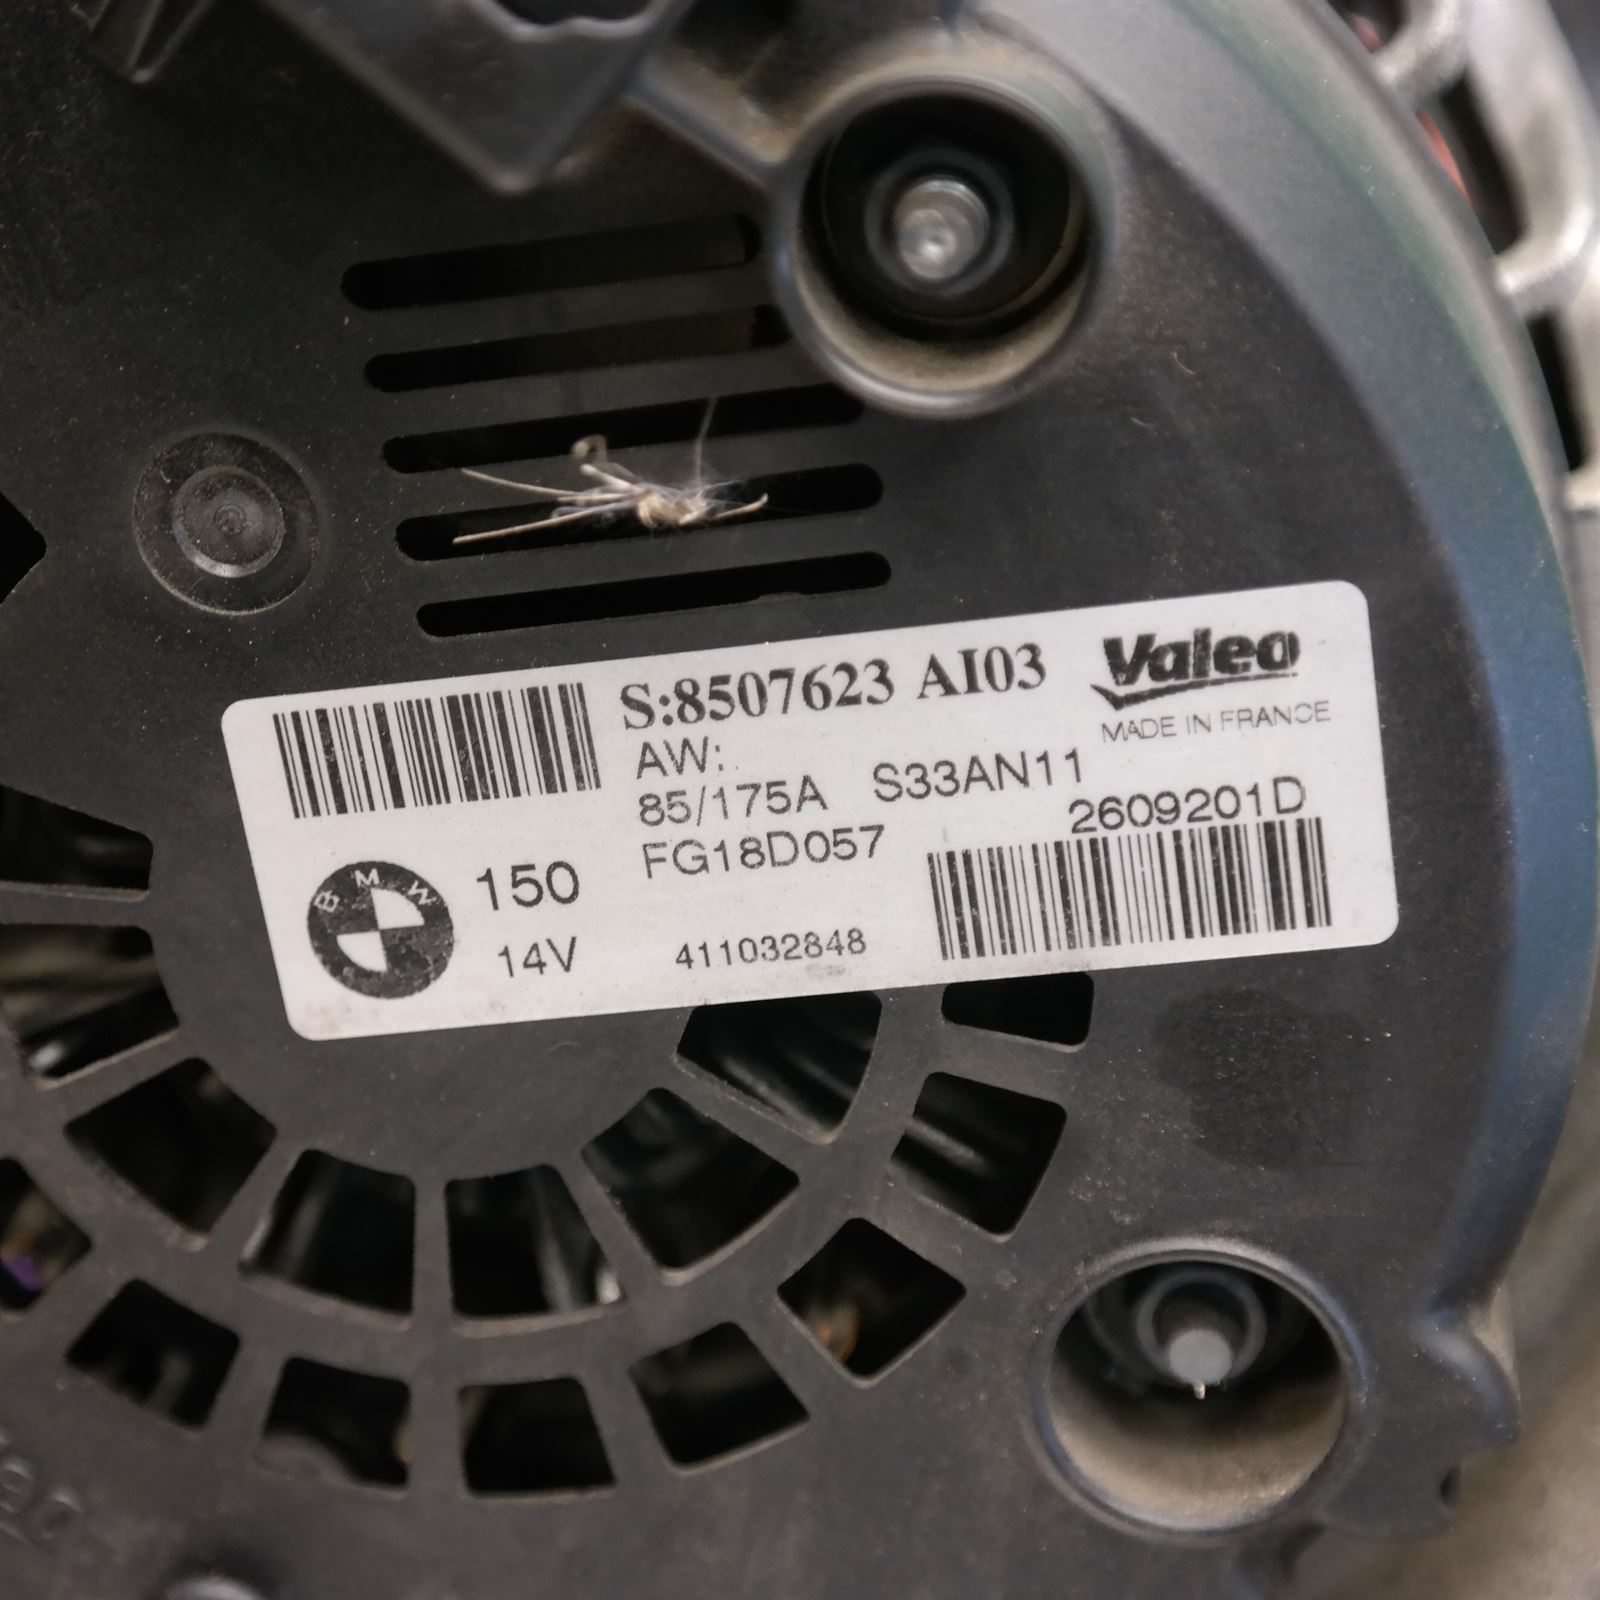 S:8507623 AI03
Valeo
MADE IN FRANCE
AW:
85/175A S33AN11
2609201D
FG18D057
BMW
150
14V
411032848